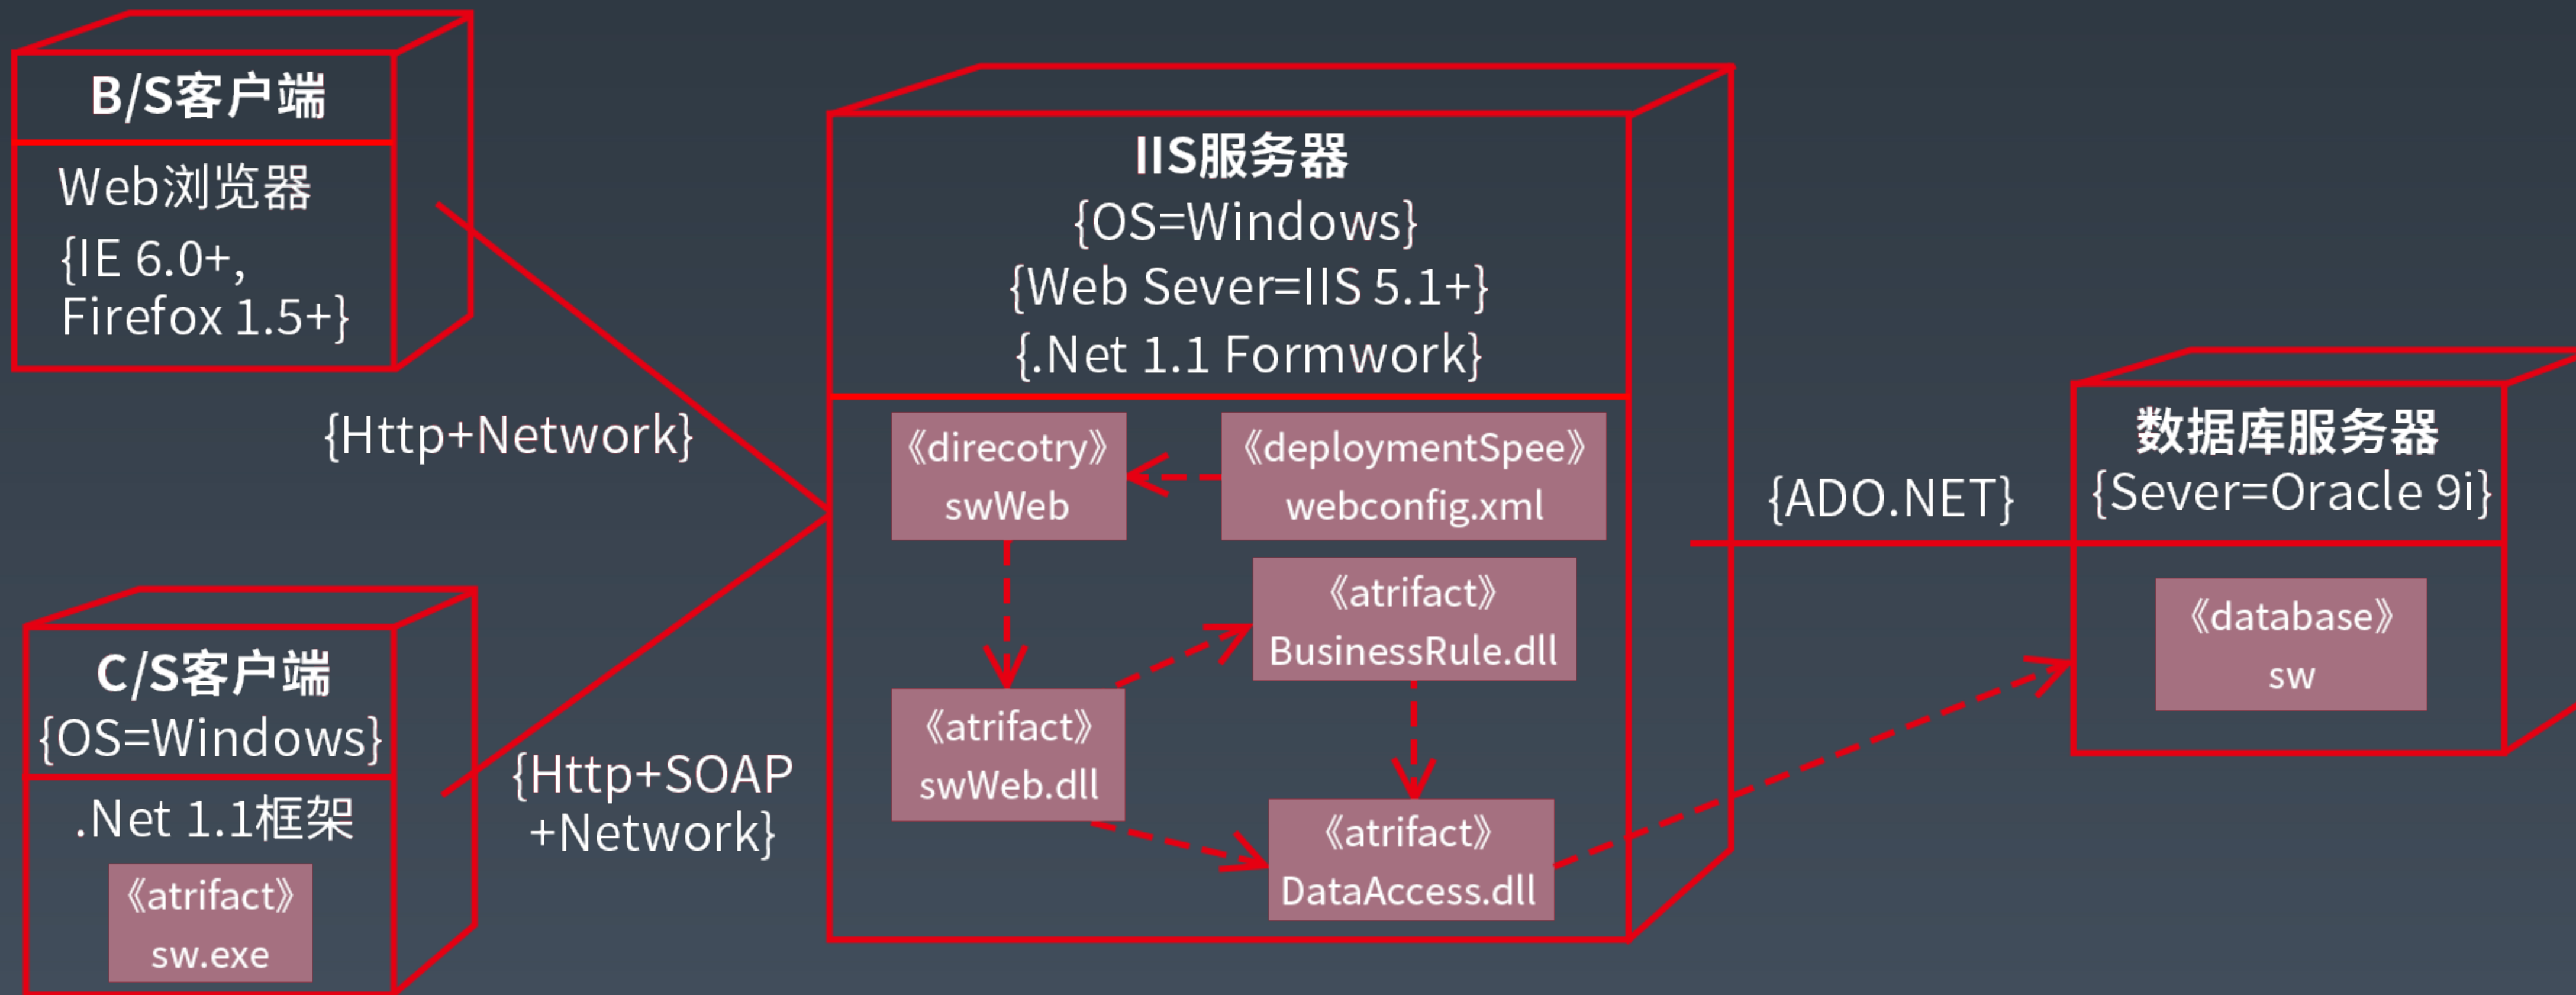 B/S客户端
Web浏览器
{IE 6.0+,
Firefox 1.5+}
{Http+Network}
C/S客户端
{OS=Windows}
.Net 1.1框架
《atrifact》
sw.exe
{Http+SOAP
+Network}
IIS服务器
{OS=Windows}
{Web Sever=IIS 5.1+}
{.Net 1.1 Formwork}
《direcotry》
swWeb
《deploymentSpee》
webconfig.xml
《atrifact》
BusinessRule.dll
《atrifact》
swWeb.dll
《atrifact》
DataAccess.dll
{ADO.NET}
数据库服务器
{Sever=Oracle 9i}
《database》
sw